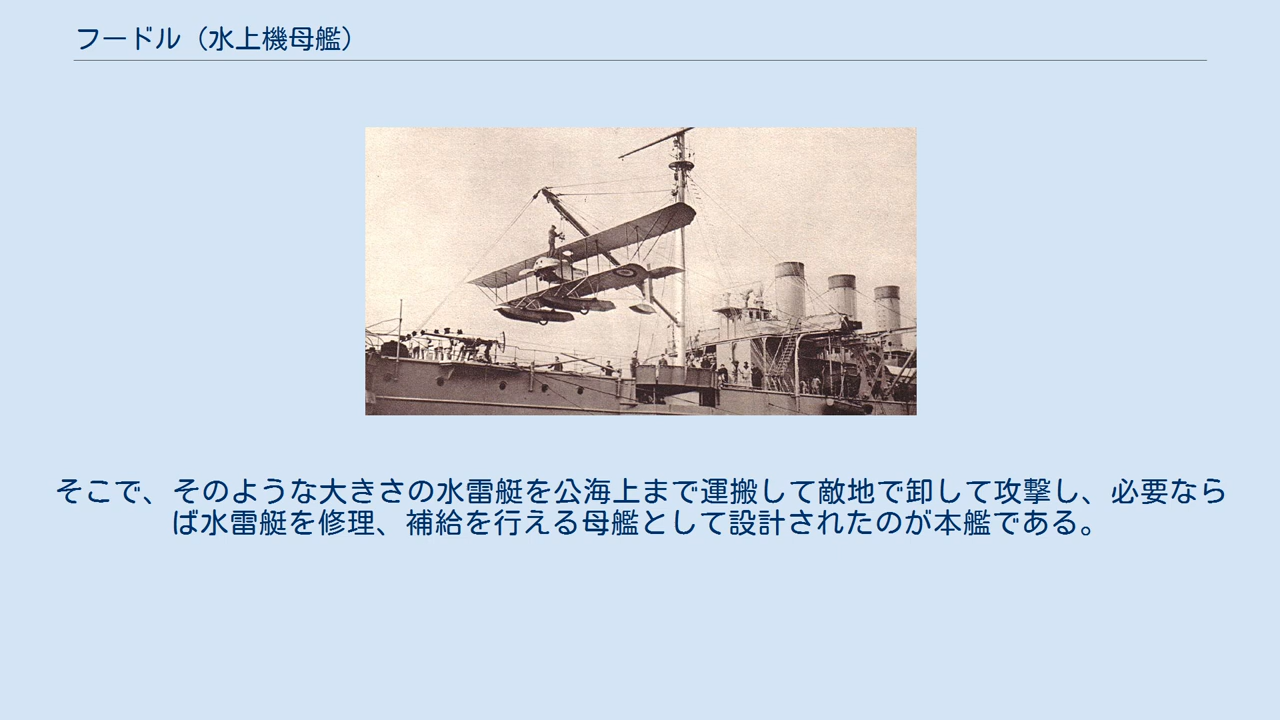 フードル（水上機母艦）
そこで、そのような大きさの水雷艇を公海上まで運搬して敵地で卸して攻撃し、必要なら
ば水雷艇を修理、補給を行える母艦として設計されたのが本艦である。